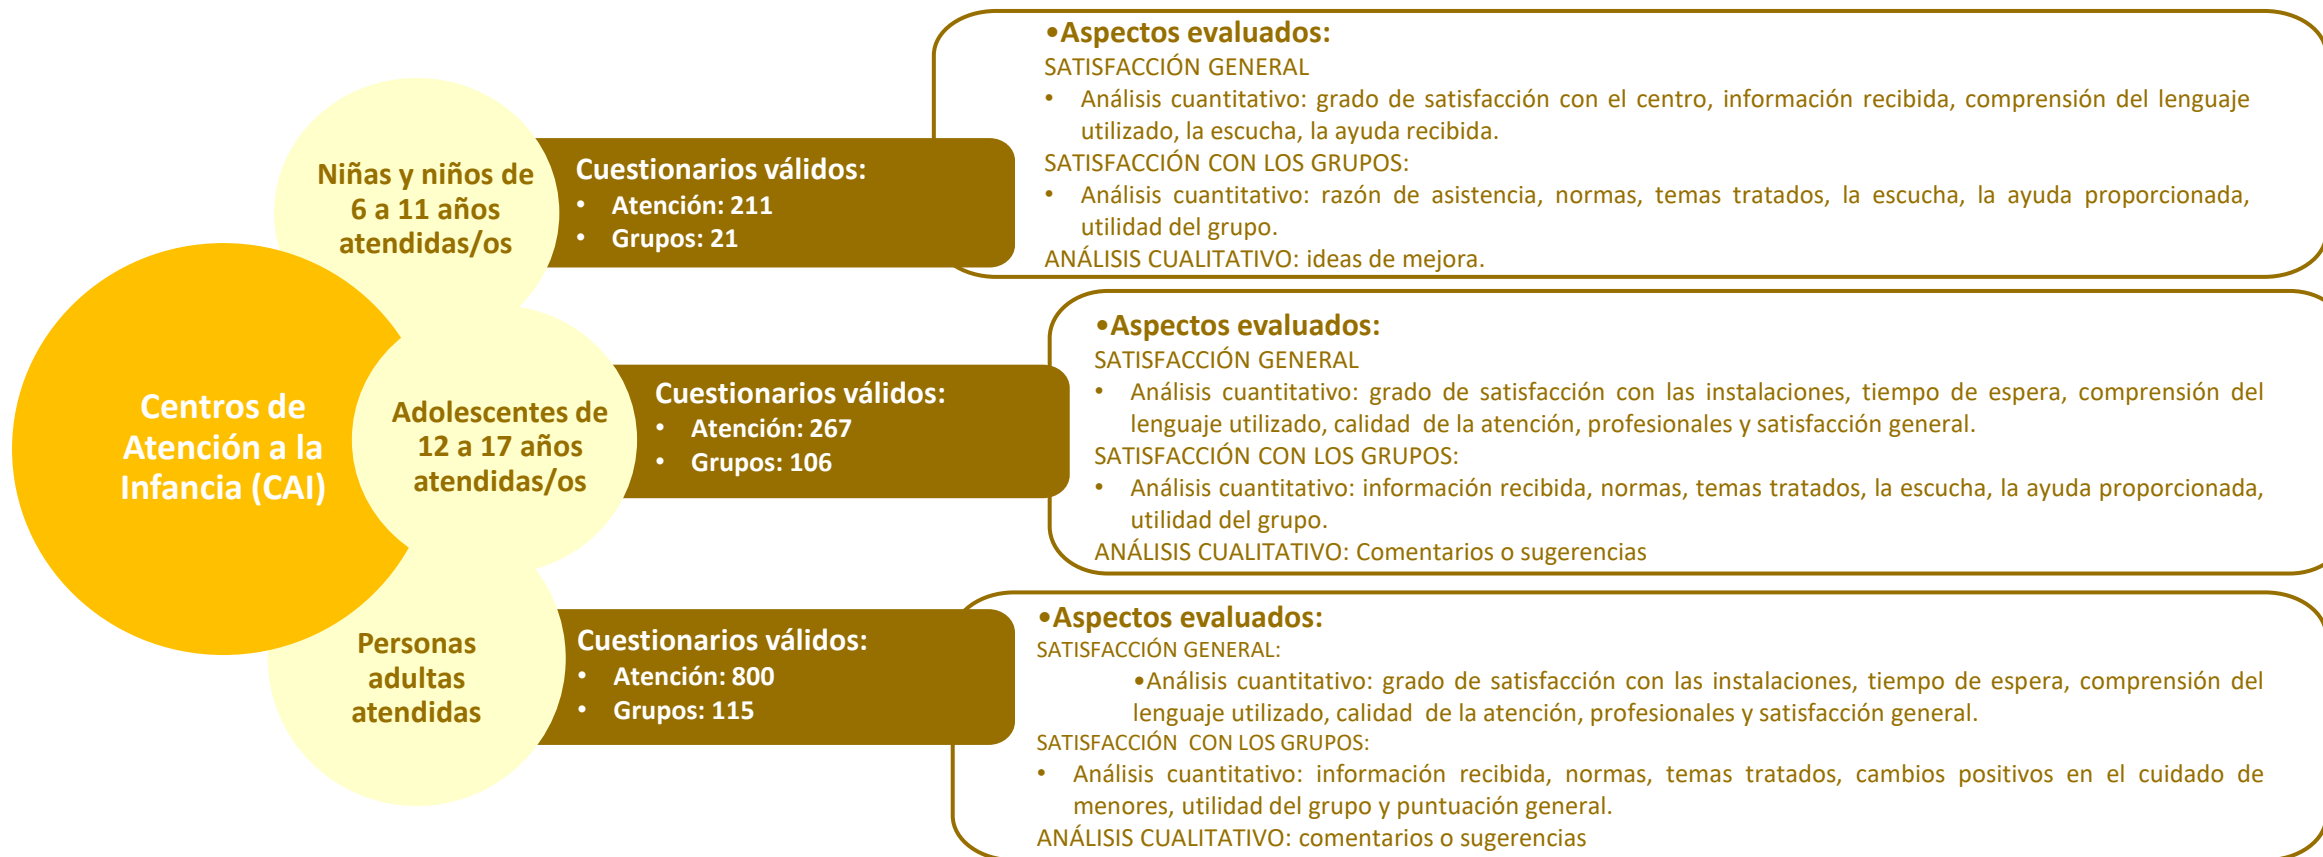 Centros de
Atención a la
Infancia (CAI)
Niñas y niños de
6 a 11 años
atendidas/os
Cuestionarios válidos:
• Atención: 211
• Grupos: 21
•Aspectos evaluados:
SATISFACCIÓN GENERAL
• Análisis cuantitativo: grado de satisfacción con el centro, información recibida, comprensión del lenguaje
utilizado, la escucha, la ayuda recibida.
SATISFACCIÓN CON LOS GRUPOS:
• Análisis cuantitativo: razón de asistencia, normas, temas tratados, la escucha, la ayuda proporcionada,
utilidad del grupo.
ANÁLISIS CUALITATIVO: ideas de mejora.
Adolescentes de
12 a 17 años
atendidas/os
Cuestionarios válidos:
• Atención: 267
• Grupos: 106
•Aspectos evaluados:
SATISFACCIÓN GENERAL
• Análisis cuantitativo: grado de satisfacción con las instalaciones, tiempo de espera, comprensión del
lenguaje utilizado, calidad de la atención, profesionales y satisfacción general.
SATISFACCIÓN CON LOS GRUPOS:
• Análisis cuantitativo: información recibida, normas, temas tratados, la escucha, la ayuda proporcionada,
utilidad del grupo.
ANÁLISIS CUALITATIVO: Comentarios o sugerencias
Personas
adultas
atendidas
Cuestionarios válidos:
• Atención: 800
• Grupos: 115
•Aspectos evaluados:
SATISFACCIÓN GENERAL:
•Análisis cuantitativo: grado de satisfacción con las instalaciones, tiempo de espera, comprensión del
lenguaje utilizado, calidad de la atención, profesionales y satisfacción general.
SATISFACCIÓN CON LOS GRUPOS:
• Análisis cuantitativo: información recibida, normas, temas tratados, cambios positivos en el cuidado de
menores, utilidad del grupo y puntuación general.
ANÁLISIS CUALITATIVO: comentarios o sugerencias